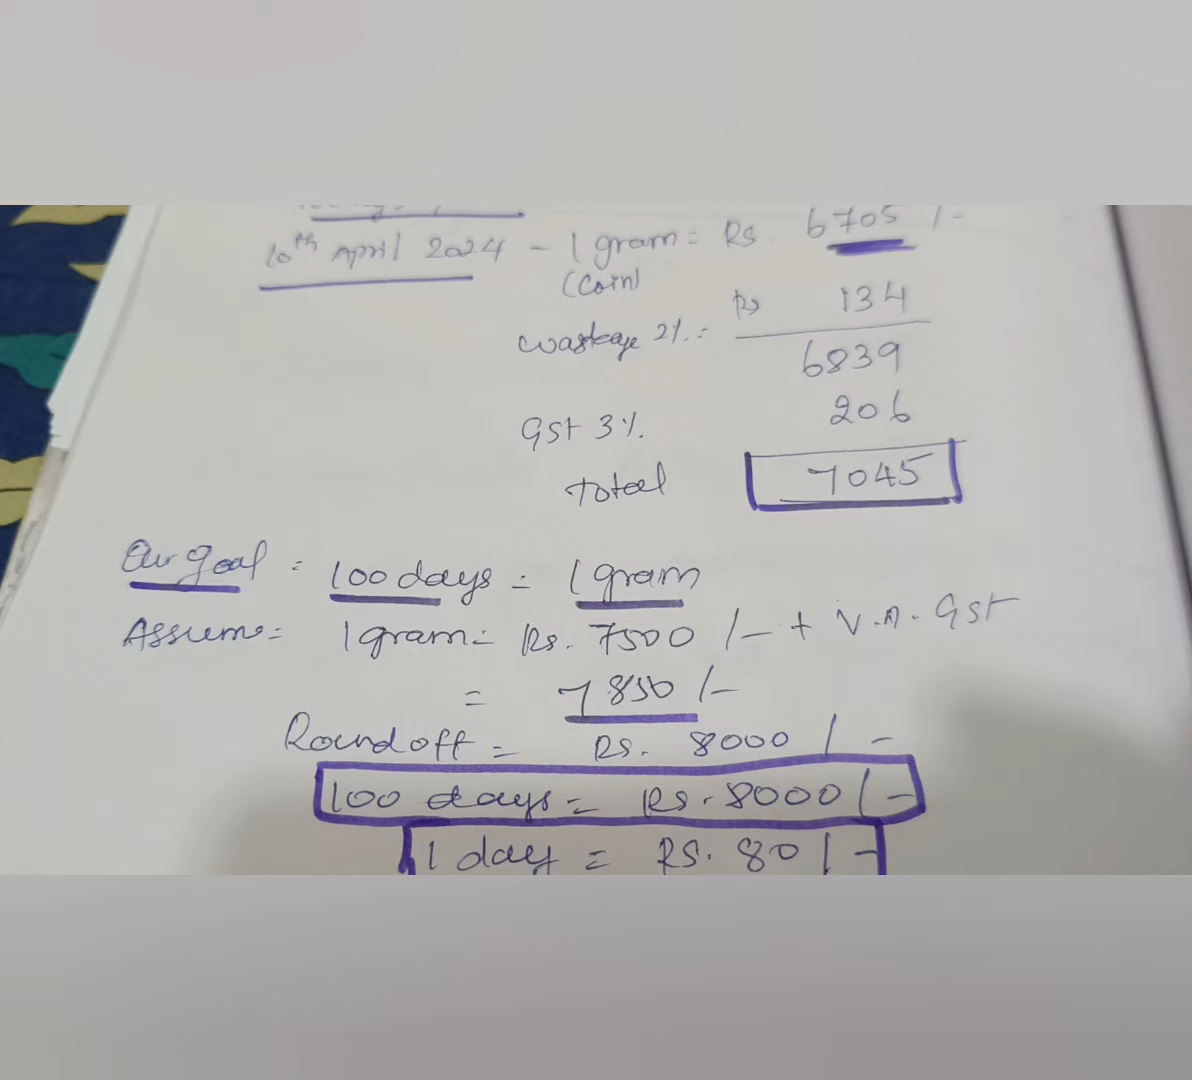 10th April 2024 - 1 gram = Rs. 6705 /-
(Coin)
Rs 134
wastage 2% =
6839
206
Gst 3%
Total 7045
Our goal = 100 days = 1 gram
Assume = 1 gram = Rs. 7500 /- + V.A. Gst
= 7850 /-
Round off = Rs. 8000 / -
100 days = Rs. 8000 /-
1 day = Rs. 80 /-